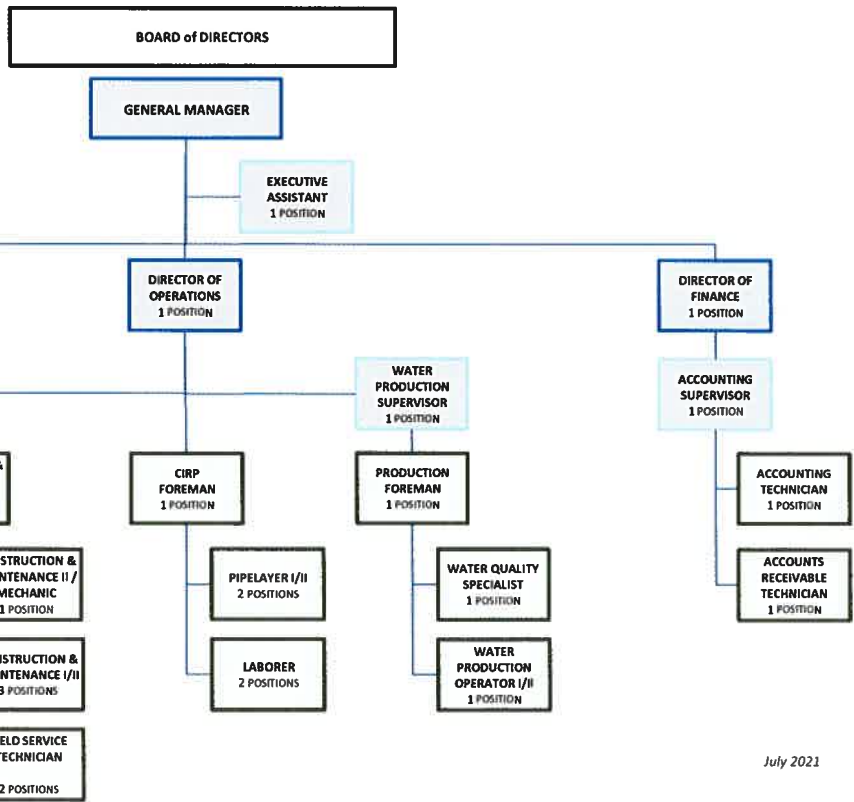 BOARD of DIRECTORS
GENERAL MANAGER
EXECUTIVE
ASSISTANT
1 POSITION
DIRECTOR OF
OPERATIONS
1 POSITION
DIRECTOR OF
FINANCE
1 POSITION
WATER
PRODUCTION
SUPERVISOR
1 POSITION
ACCOUNTING
SUPERVISOR
1 POSITION
&
CIRP
FOREMAN
1 POSITION
PRODUCTION
FOREMAN
1 POSITION
ACCOUNTING
TECHNICIAN
1 POSITION
STRUCTION &
NTENANCE II /
MECHANIC
1 POSITION
PIPELAYER I/II
2 POSITIONS
WATER QUALITY
SPECIALIST
1 POSITION
ACCOUNTS
RECEIVABLE
TECHNICIAN
1 POSITION
NSTRUCTION &
NTENANCE I/II
3 POSITIONS
LABORER
2 POSITIONS
WATER
PRODUCTION
OPERATOR I/II
1 POSITION
ELD SERVICE
TECHNICIAN
2 POSITIONS
July 2021